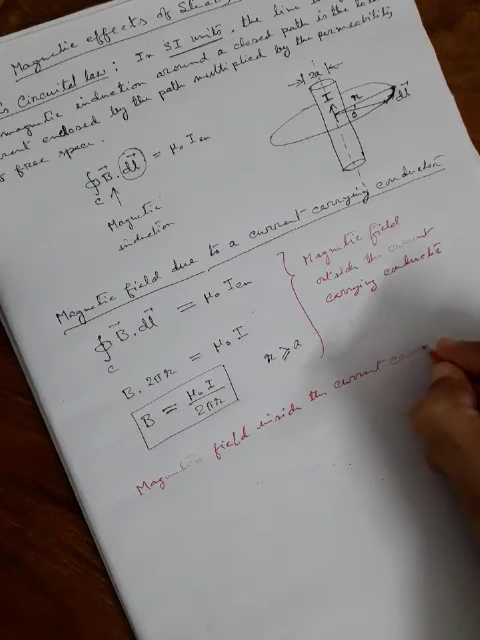 Magnetic effects of
s Circuital law: In SI units, the line
magnetic induction around a closed path is the
rent enclosed by the path multiplied by the permeability
free space.
∮ B⃗. dl⃗ = μ₀ Ien
C
Magnetic
induction
2a
I
r
dl⃗
Magnetic field due to a current carrying conductor
∮ B⃗. dl⃗ = μ₀ Ien
C
B. 2πr = μ₀ I
B = μ₀ I / 2πr
r ⩾ a
Magnetic field
outside the current
carrying conductor
Magnetic field inside the current